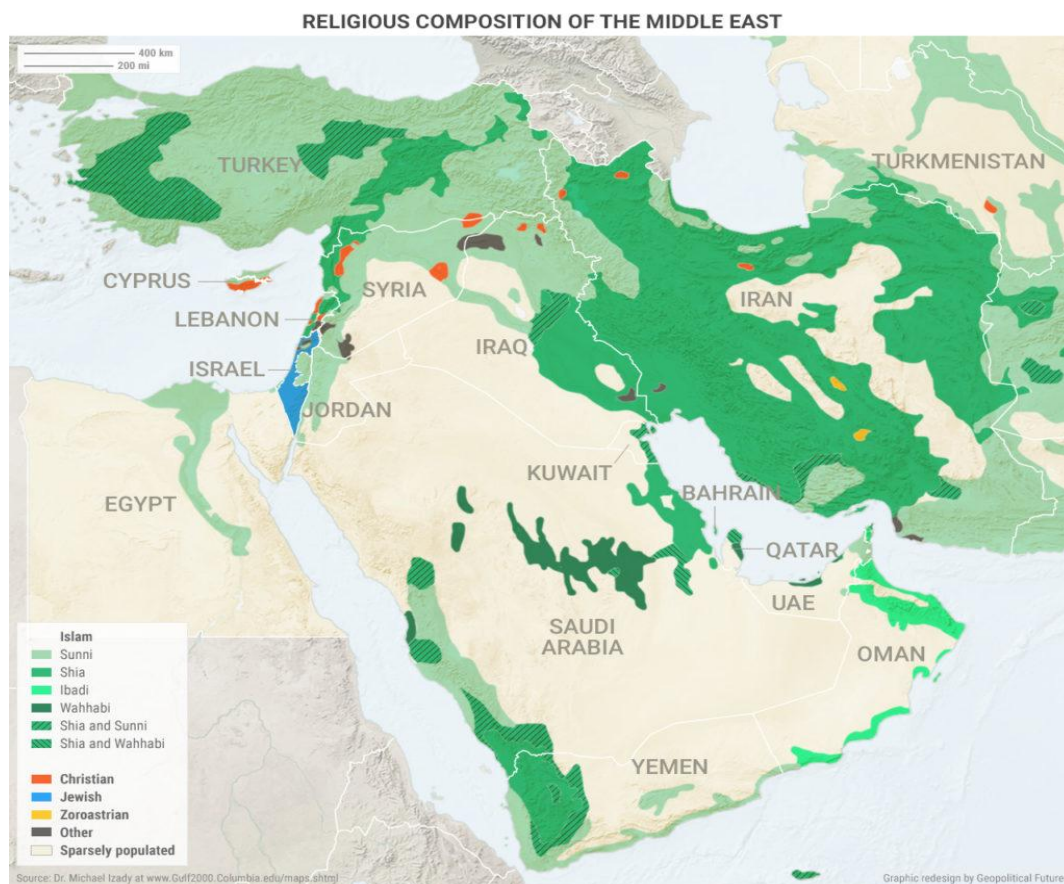 RELIGIOUS COMPOSITION OF THE MIDDLE EAST
400 km
200 mi
TURKEY
TURKMENISTAN
CYPRUS
SYRIA
LEBANON
IRAN
IRAQ
ISRAEL
JORDAN
KUWAIT
EGYPT
BAHRAIN
QATAR
UAE
SAUDI
ARABIA
OMAN
YEMEN
Islam
Sunni
Shia
Ibadi
Wahhabi
Shia and Sunni
Shia and Wahhabi
Christian
Jewish
Zoroastrian
Other
Sparsely populated
Source: Dr. Michael Izady at www.Gulf2000.Columbia.edu/maps.shtml
Graphic redesign by Geopolitical Future